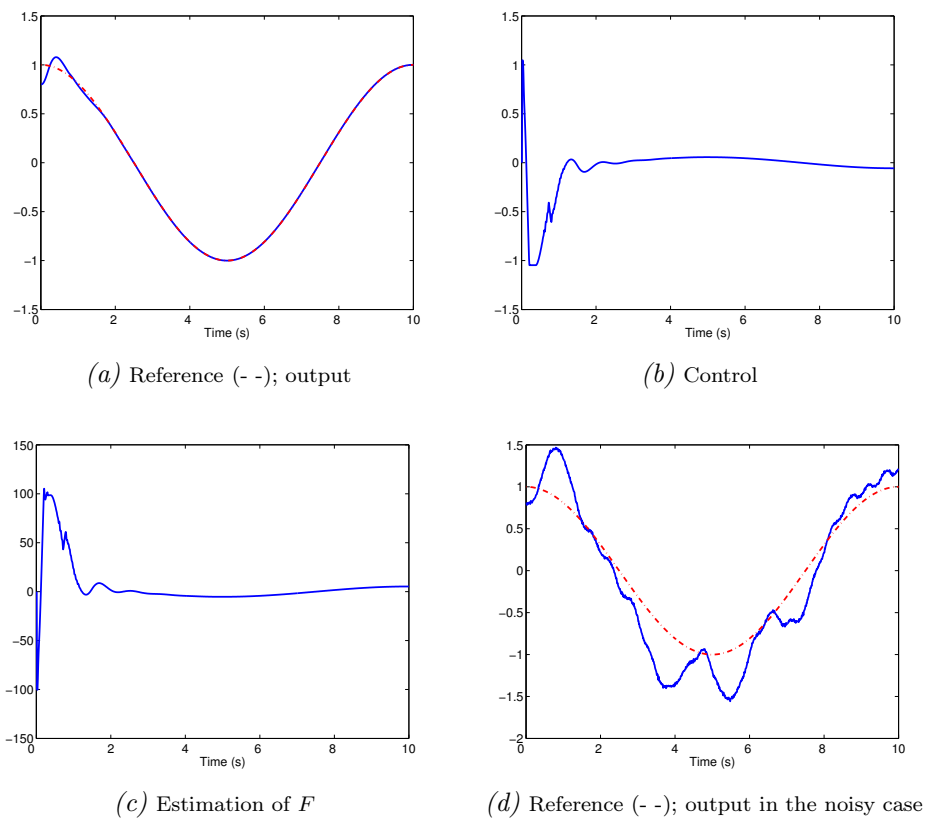 1.5
1
0.5
0
−0.5
−1
−1.5
0 2 4 6 8 10
Time (s)
(a) Reference (- -); output
1.5
1
0.5
0
−0.5
−1
−1.5
0 2 4 6 8 10
Time (s)
(b) Control
150
100
50
0
−50
−100
−150
0 2 4 6 8 10
Time (s)
(c) Estimation of F
1.5
1
0.5
0
−0.5
−1
−1.5
−2
0 2 4 6 8 10
Time (s)
(d) Reference (- -); output in the noisy case